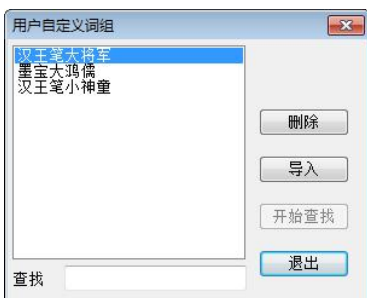 用户自定义词组
汉王笔大将军
墨宝大鸿儒
汉王笔小神童
删除
导入
开始查找
退出
查找